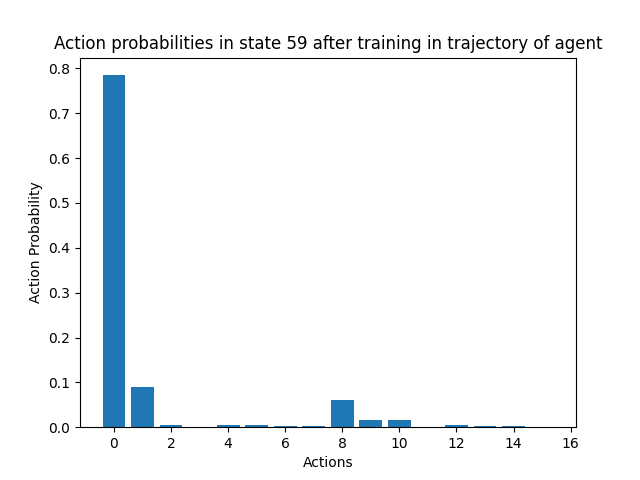 Action probabilities in state 59 after training in trajectory of agent
0.8
0.7
0.6
0.5
0.4
0.3
0.2
0.1
0.0
Action Probability
0 2 4 6 8 10 12 14 16
Actions